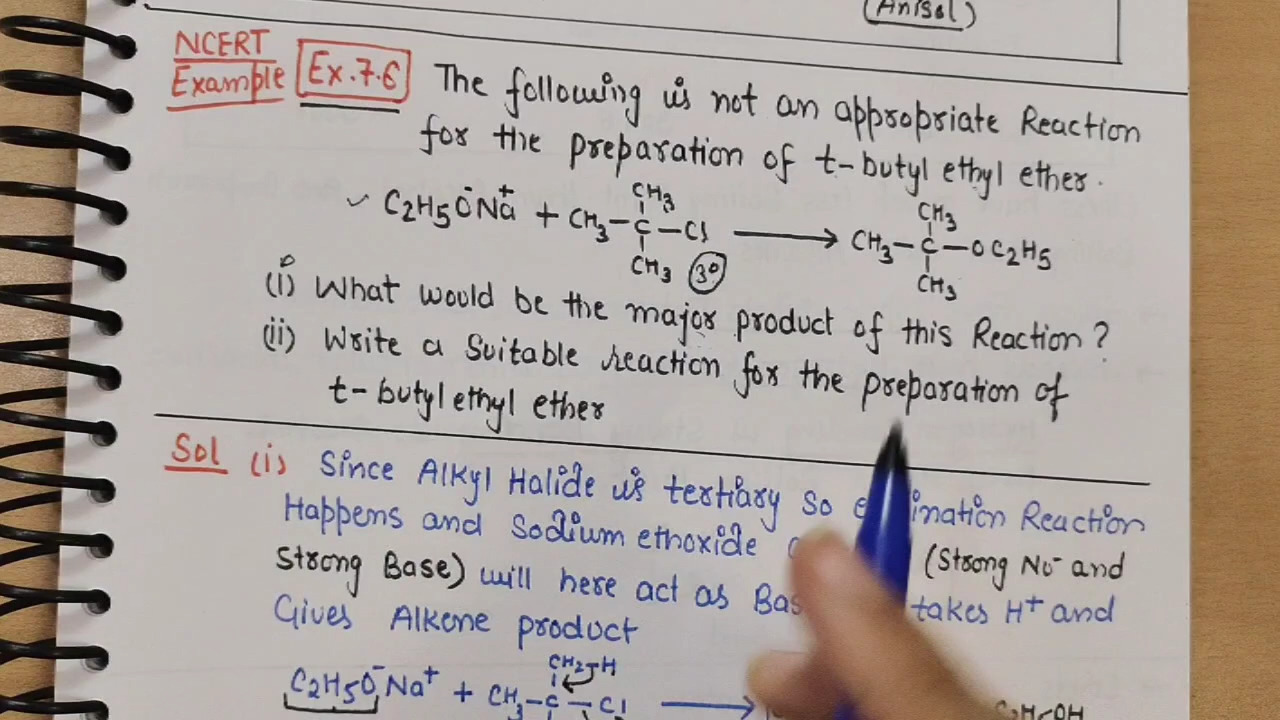 (Anisol)
NCERT
Example Ex.7.6 The following is not an appropriate Reaction
for the preparation of t-butyl ethyl ether.
CH3 CH3
✓ C2H5O⁻Na⁺ + CH3-C-Cl → CH3-C-OC2H5
CH3 3° CH3
(i) What would be the major product of this Reaction?
(ii) Write a Suitable reaction for the preparation of
t-butyl ethyl ether
Sol (i) Since Alkyl Halide is tertiary so Reaction
Happens and Sodium ethoxide (Strong Nu⁻ and
Strong Base) will here act as takes H⁺ and
Gives Alkene product
CH2-H
C2H5O⁻Na⁺ + CH3-C-Cl →